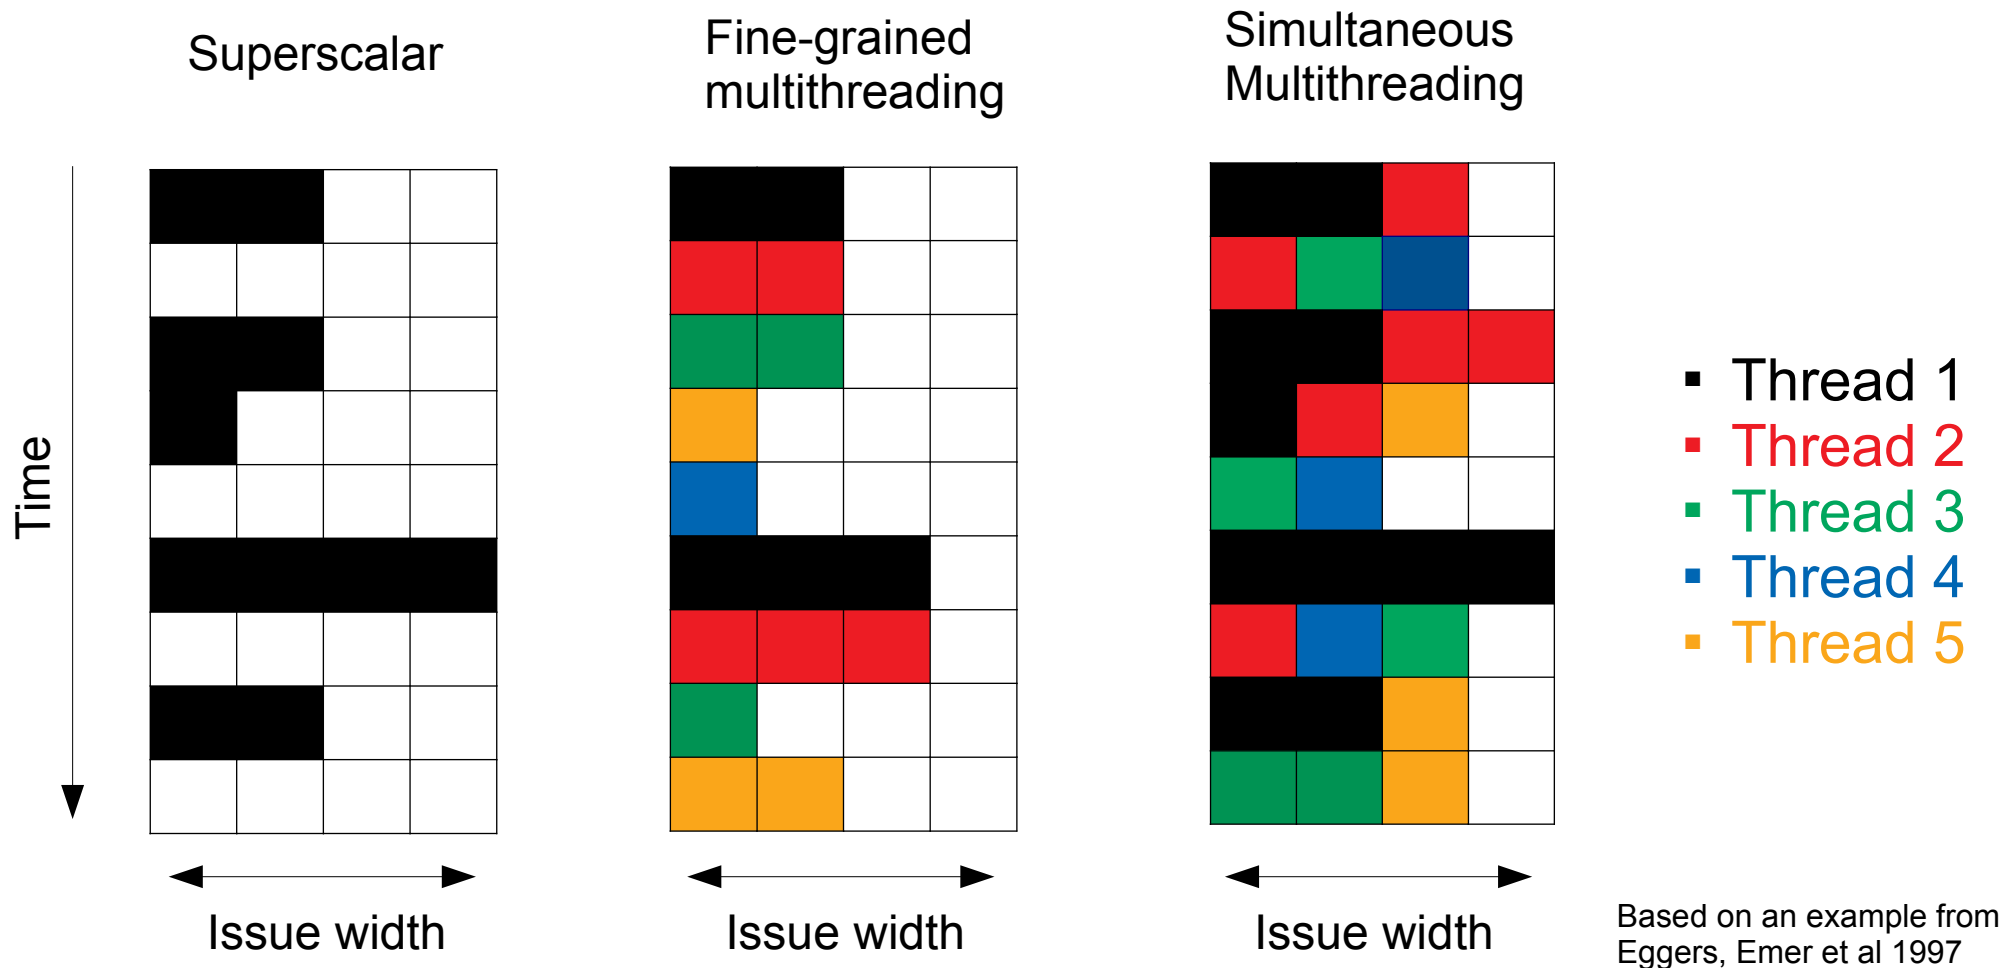 Superscalar
Fine-grained
multithreading
Simultaneous
Multithreading
Time
Thread 1
Thread 2
Thread 3
Thread 4
Thread 5
Issue width
Issue width
Issue width
Based on an example from
Eggers, Emer et al 1997